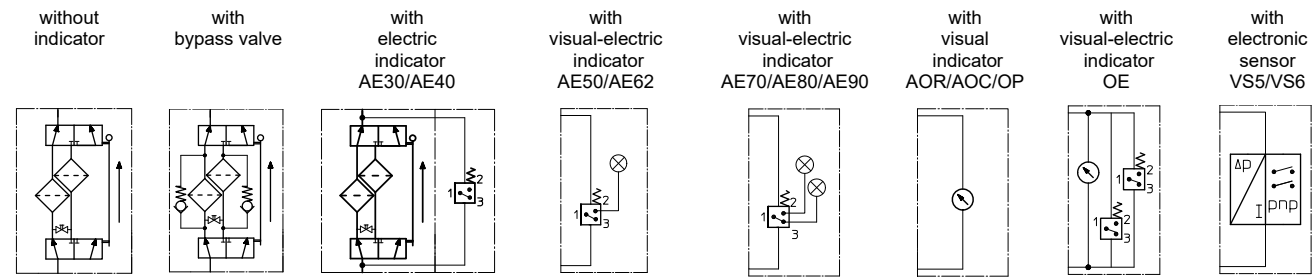 without
indicator
with
bypass valve
with
electric
indicator
AE30/AE40
with
visual-electric
indicator
AE50/AE62
with
visual-electric
indicator
AE70/AE80/AE90
with
visual
indicator
AOR/AOC/OP
with
visual-electric
indicator
OE
with
electronic
sensor
VS5/VS6
1
2
3
1
2
3
1
2
3
1
2
3
2
3
Δp
I
pnp